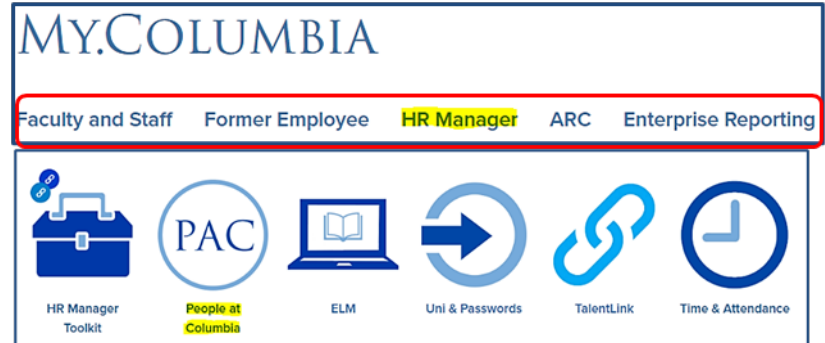 MY.COLUMBIA
Faculty and Staff Former Employee HR Manager ARC Enterprise Reporting
PAC
HR Manager Toolkit
People at Columbia
ELM
Uni & Passwords
TalentLink
Time & Attendance